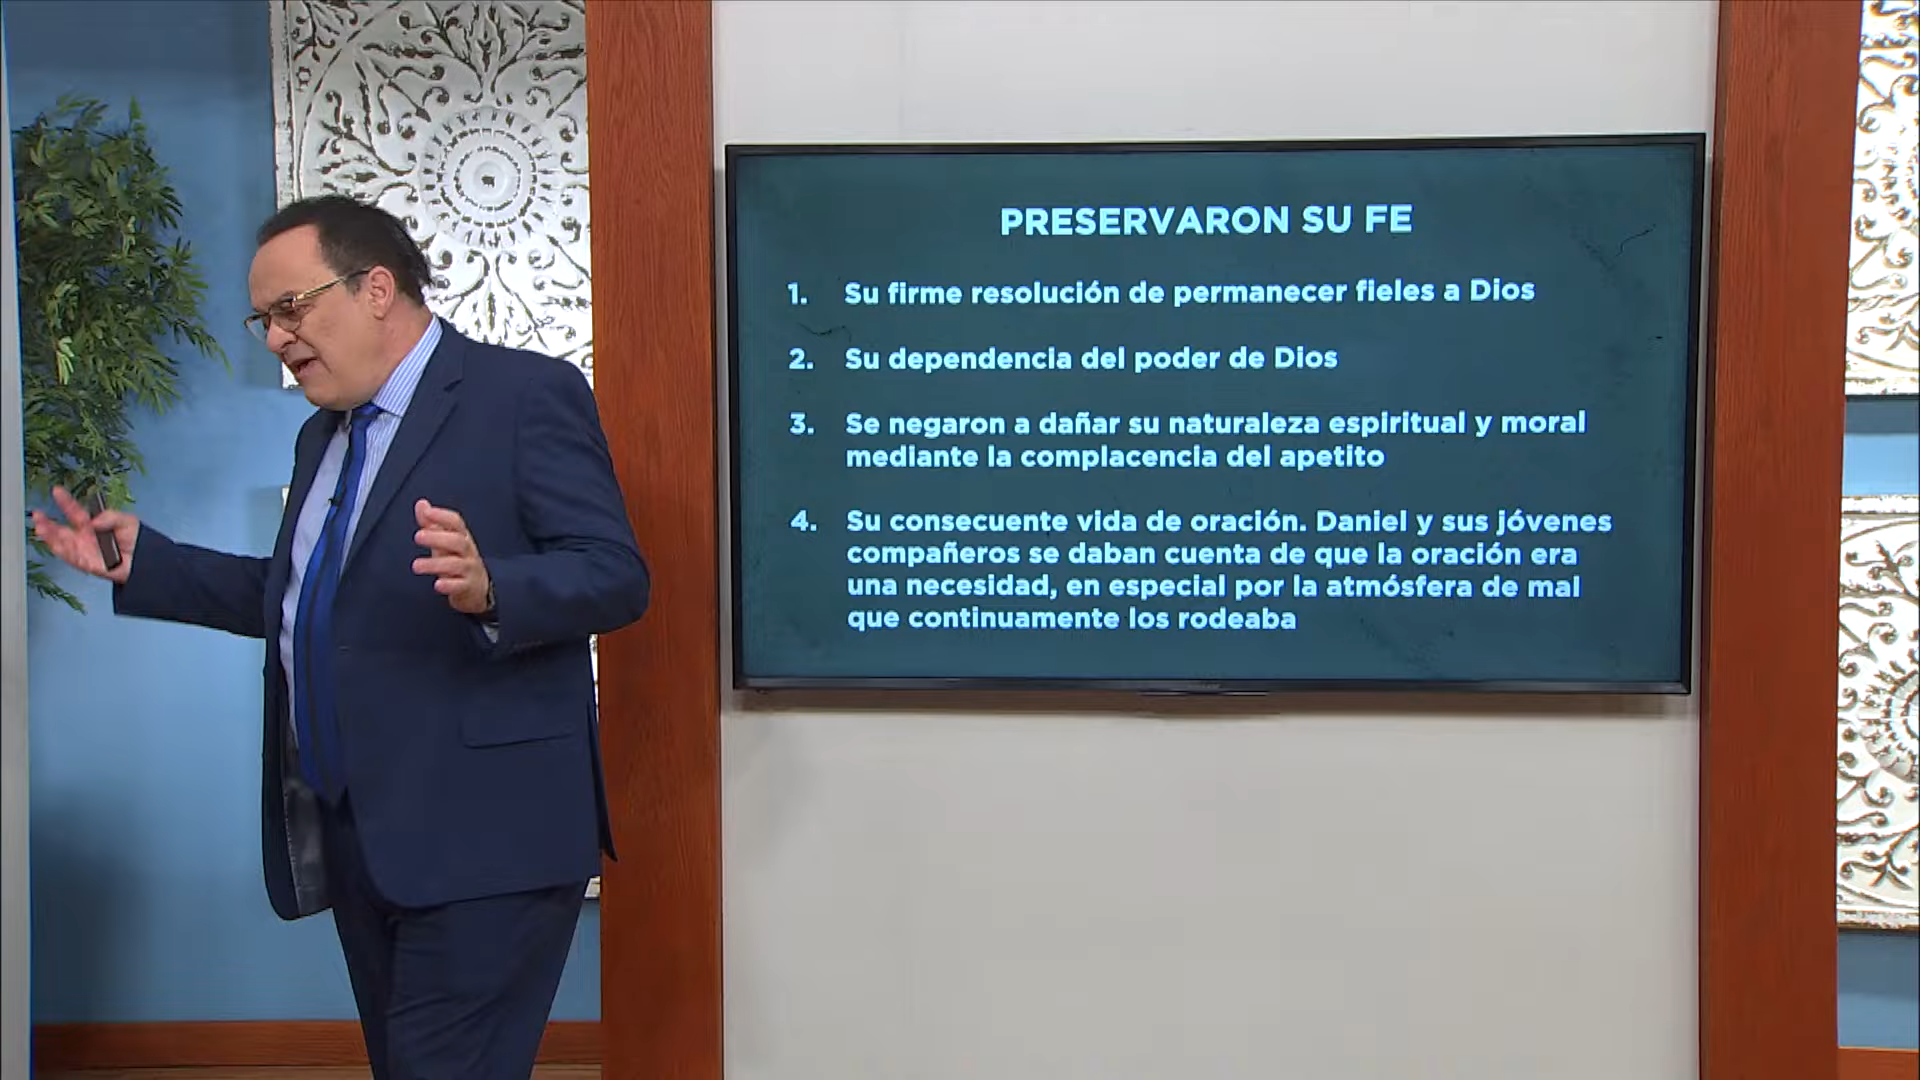 PRESERVARON SU FE
1. Su firme resolución de permanecer fieles a Dios
2. Su dependencia del poder de Dios
3. Se negaron a dañar su naturaleza espiritual y moral
mediante la complacencia del apetito
4. Su consecuente vida de oración. Daniel y sus jóvenes
compañeros se daban cuenta de que la oración era
una necesidad, en especial por la atmósfera de mal
que continuamente los rodeaba